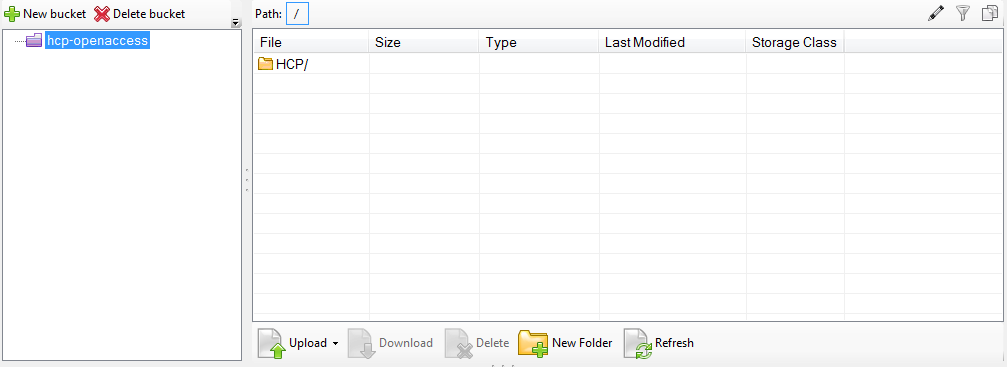 New bucket Delete bucket
Path: /
hcp-openaccess
File Size Type Last Modified Storage Class
HCP/
Upload Download Delete New Folder Refresh